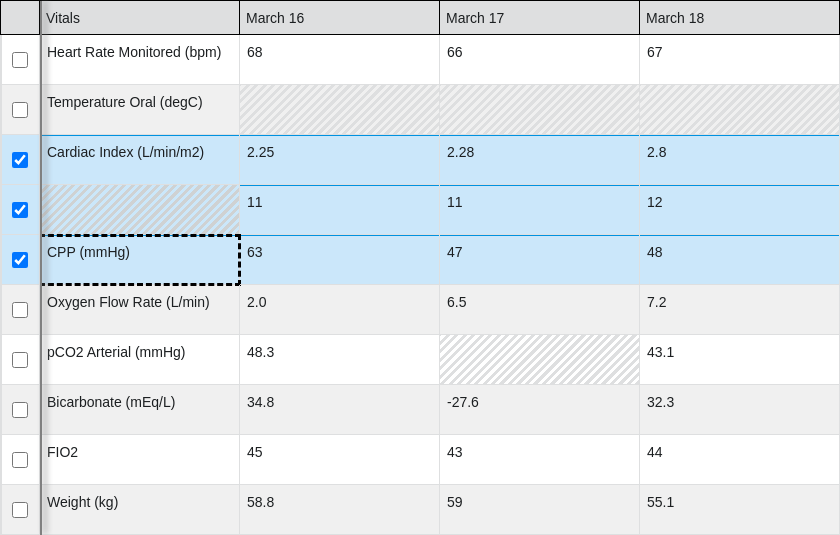 Vitals March 16 March 17 March 18
Heart Rate Monitored (bpm) 68 66 67
Temperature Oral (degC)
Cardiac Index (L/min/m2) 2.25 2.28 2.8
11 11 12
CPP (mmHg) 63 47 48
Oxygen Flow Rate (L/min) 2.0 6.5 7.2
pCO2 Arterial (mmHg) 48.3 43.1
Bicarbonate (mEq/L) 34.8 -27.6 32.3
FIO2 45 43 44
Weight (kg) 58.8 59 55.1